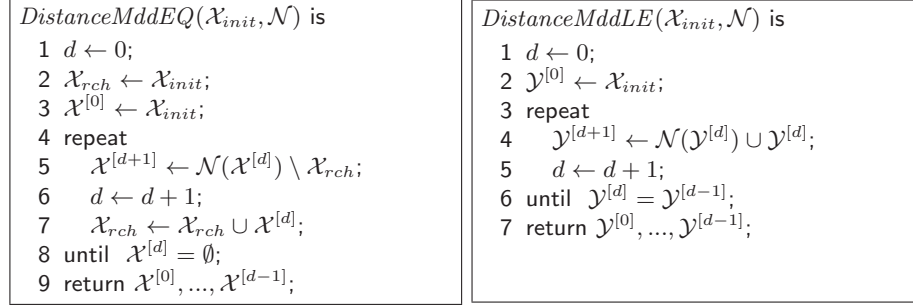 DistanceMddEQ(𝒳_init, 𝒩) is
1 d ← 0;
2 𝒳_rch ← 𝒳_init;
3 𝒳^[0] ← 𝒳_init;
4 repeat
5 𝒳^[d+1] ← 𝒩(𝒳^[d]) \ 𝒳_rch;
6 d ← d + 1;
7 𝒳_rch ← 𝒳_rch ∪ 𝒳^[d];
8 until 𝒳^[d] = ∅;
9 return 𝒳^[0], ..., 𝒳^[d−1];
DistanceMddLE(𝒳_init, 𝒩) is
1 d ← 0;
2 𝒴^[0] ← 𝒳_init;
3 repeat
4 𝒴^[d+1] ← 𝒩(𝒴^[d]) ∪ 𝒴^[d];
5 d ← d + 1;
6 until 𝒴^[d] = 𝒴^[d−1];
7 return 𝒴^[0], ..., 𝒴^[d−1];